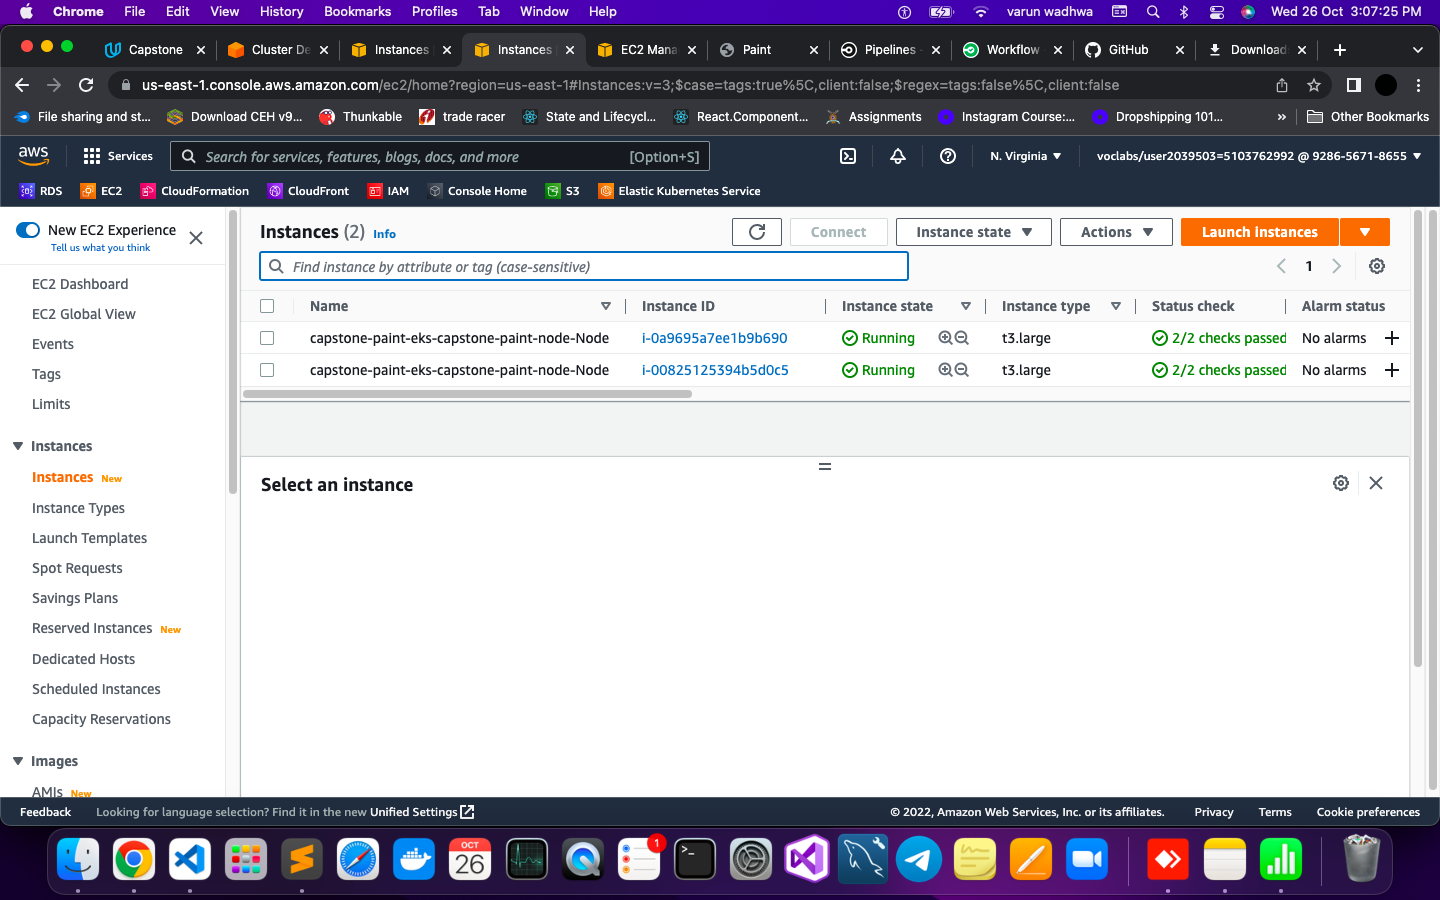 Chrome File Edit View History Bookmarks Profiles Tab Window Help varun wadhwa Wed 26 Oct 3:07:25 PM
Capstone Cluster De Instances Instances EC2 Mana Paint Pipelines Workflow GitHub Download
us-east-1.console.aws.amazon.com/ec2/home?region=us-east-1#Instances:v=3;$case=tags:true%5C,client:false;$regex=tags:false%5C,client:false
File sharing and st... Download CEH v9... Thunkable trade racer State and Lifecycl... React.Component... Assignments Instagram Course:... Dropshipping 101... » Other Bookmarks
aws Services Search for services, features, blogs, docs, and more [Option+S] N. Virginia voclabs/user2039503=5103762992 @ 9286-5671-8655
RDS EC2 CloudFormation CloudFront IAM Console Home S3 Elastic Kubernetes Service
New EC2 Experience
Tell us what you think
EC2 Dashboard
EC2 Global View
Events
Tags
Limits
Instances
Instances New
Instance Types
Launch Templates
Spot Requests
Savings Plans
Reserved Instances New
Dedicated Hosts
Scheduled Instances
Capacity Reservations
Images
AMIs New
Instances (2) Info Connect Instance state Actions Launch instances
Find instance by attribute or tag (case-sensitive) 1
Name Instance ID Instance state Instance type Status check Alarm status
capstone-paint-eks-capstone-paint-node-Node i-0a9695a7ee1b9b690 Running t3.large 2/2 checks passed No alarms
capstone-paint-eks-capstone-paint-node-Node i-00825125394b5d0c5 Running t3.large 2/2 checks passed No alarms
Select an instance
Feedback Looking for language selection? Find it in the new Unified Settings © 2022, Amazon Web Services, Inc. or its affiliates. Privacy Terms Cookie preferences
OCT
26
1
>_